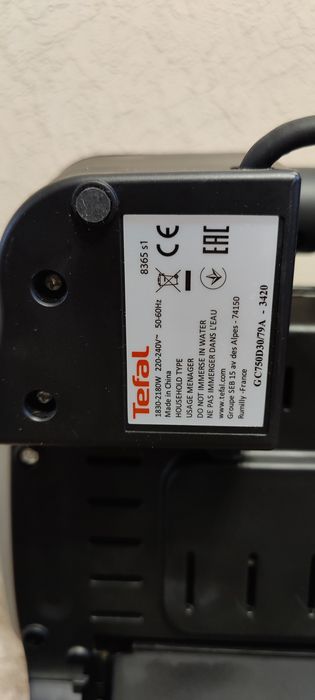 Tefal
8365 s1
1830-2180W 220-240V~ 50-60Hz
Made in China
HOUSEHOLD TYPE
USAGE MENAGER
DO NOT IMMERSE IN WATER
NE PAS IMMERGER DANS L'EAU
www.tefal.com
Groupe SEB 15 av des Alpes - 74150
Rumilly -France
CE
EAC
GC750D30/79A - 3420